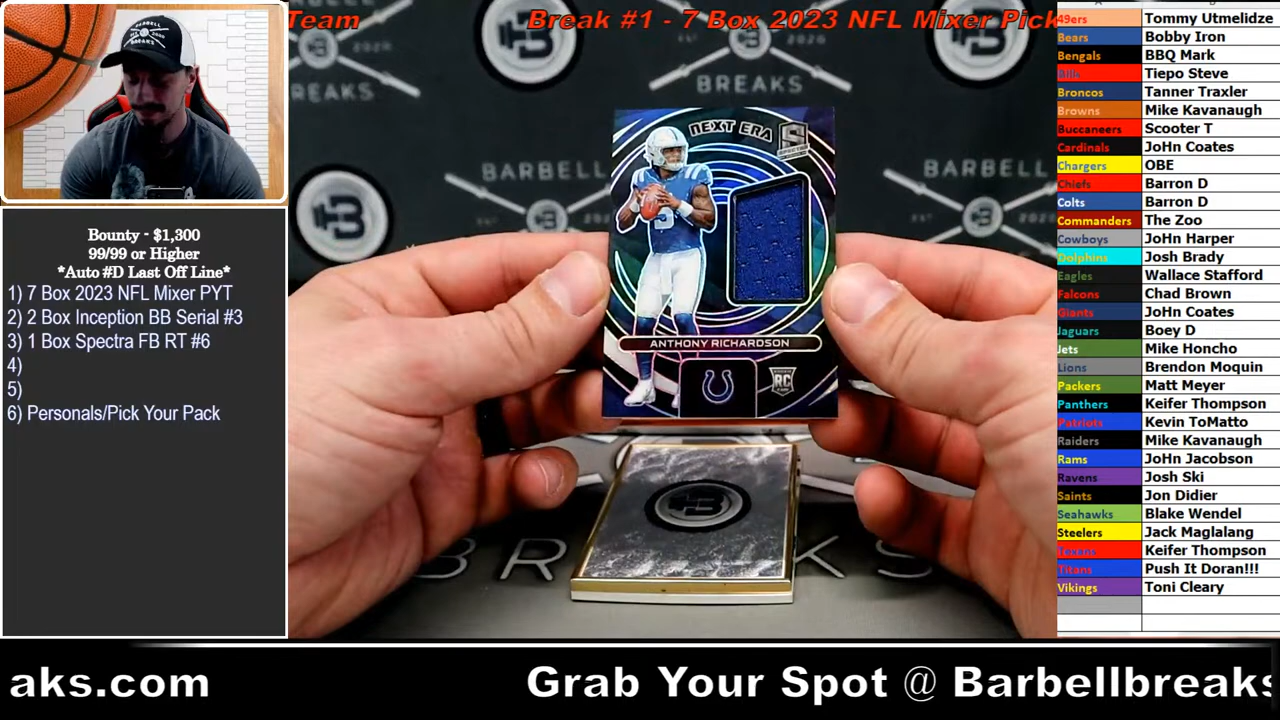 Team
Break #1 - 7 Box 2023 NFL Mixer Pick
BREAKS
BARBELL
BARBELL
NEXT ERA
SPECTRA
ANTHONY RICHARDSON
RC
BREAKS
Bounty - $1,300
99/99 or Higher
*Auto #D Last Off Line*
1) 7 Box 2023 NFL Mixer PYT
2) 2 Box Inception BB Serial #3
3) 1 Box Spectra FB RT #6
4)
5)
6) Personals/Pick Your Pack
49ers Tommy Utmelidze
Bears Bobby Iron
Bengals BBQ Mark
Bills Tiepo Steve
Broncos Tanner Traxler
Browns Mike Kavanaugh
Buccaneers Scooter T
Cardinals JoHn Coates
Chargers OBE
Chiefs Barron D
Colts Barron D
Commanders The Zoo
Cowboys JoHn Harper
Dolphins Josh Brady
Eagles Wallace Stafford
Falcons Chad Brown
Giants JoHn Coates
Jaguars Boey D
Jets Mike Honcho
Lions Brendon Moquin
Packers Matt Meyer
Panthers Keifer Thompson
Patriots Kevin ToMatto
Raiders Mike Kavanaugh
Rams JoHn Jacobson
Ravens Josh Ski
Saints Jon Didier
Seahawks Blake Wendel
Steelers Jack Maglalang
Texans Keifer Thompson
Titans Push It Doran!!!
Vikings Toni Cleary
aks.com
Grab Your Spot @ Barbellbreaks